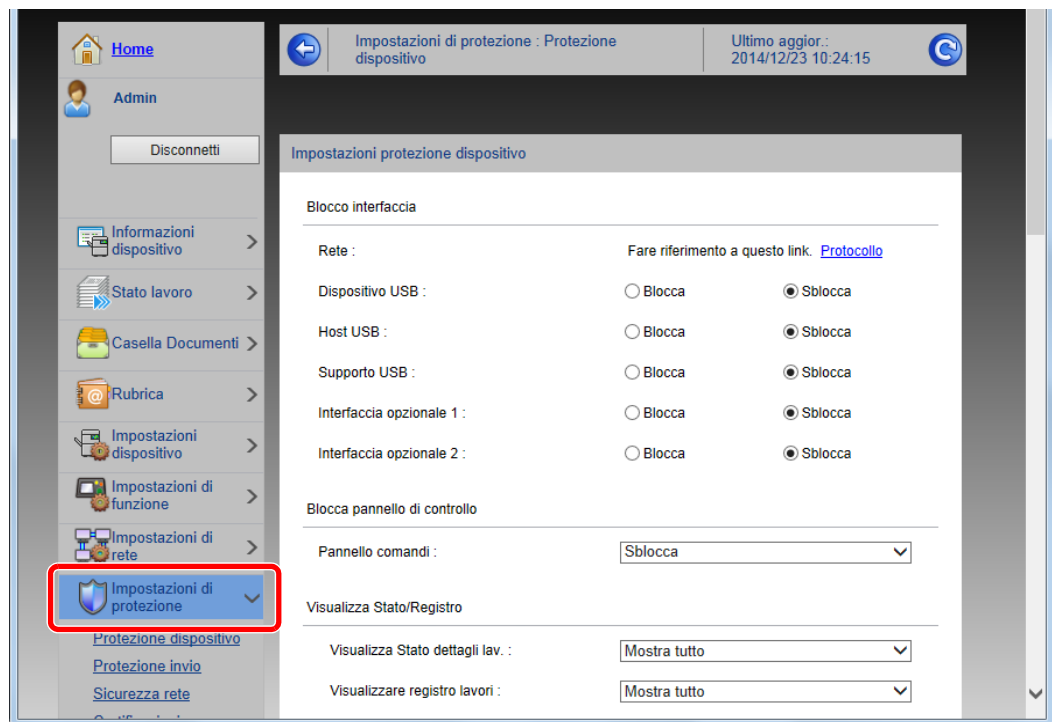 Home
Admin
Disconnetti
Informazioni
dispositivo
Stato lavoro
Casella Documenti
Rubrica
Impostazioni
dispositivo
Impostazioni di
funzione
Impostazioni di
rete
Impostazioni di
protezione
Protezione dispositivo
Protezione invio
Sicurezza rete
Impostazioni di protezione : Protezione
dispositivo
Ultimo aggior.:
2014/12/23 10:24:15
Impostazioni protezione dispositivo
Blocco interfaccia
Rete : Fare riferimento a questo link. Protocollo
Dispositivo USB : Blocca Sblocca
Host USB : Blocca Sblocca
Supporto USB : Blocca Sblocca
Interfaccia opzionale 1 : Blocca Sblocca
Interfaccia opzionale 2 : Blocca Sblocca
Blocca pannello di controllo
Pannello comandi : Sblocca
Visualizza Stato/Registro
Visualizza Stato dettagli lav. : Mostra tutto
Visualizzare registro lavori : Mostra tutto